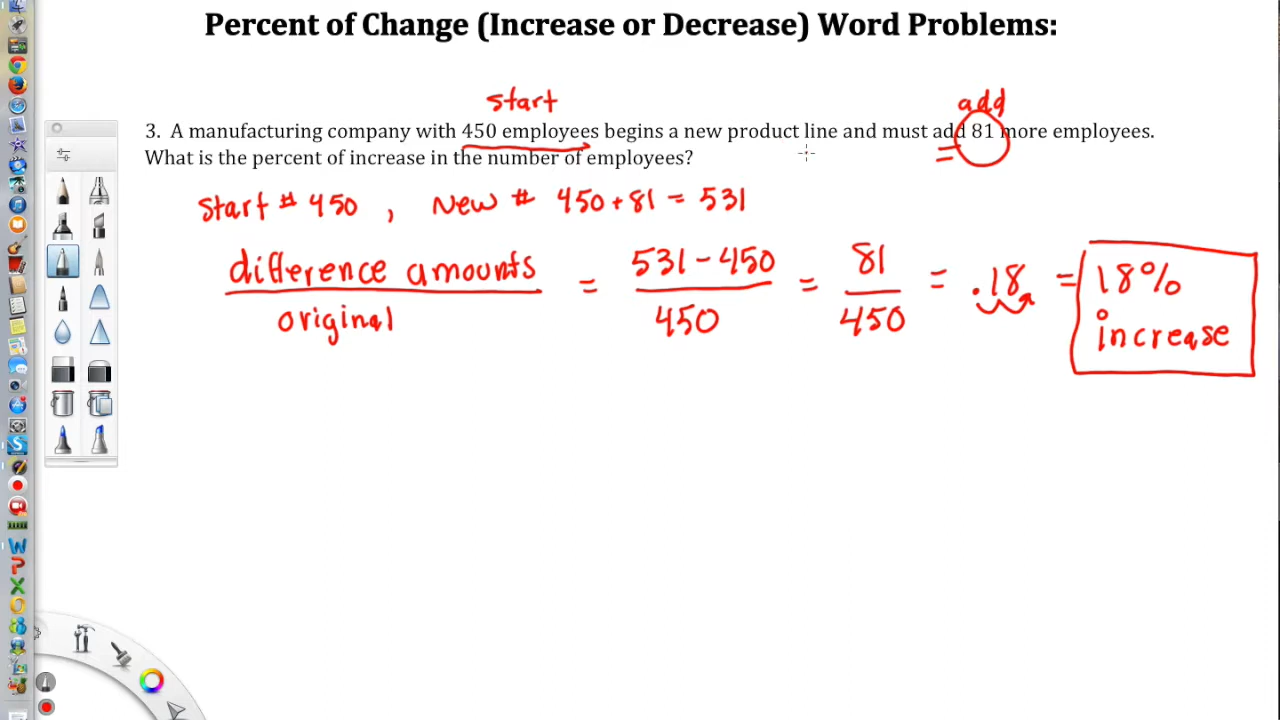 Percent of Change (Increase or Decrease) Word Problems:
start
add
3. A manufacturing company with 450 employees begins a new product line and must add 81 more employees.
What is the percent of increase in the number of employees?
Start # 450 , New # 450 + 81 = 531
difference amounts / original = 531 - 450 / 450 = 81 / 450 = .18 = 18% increase